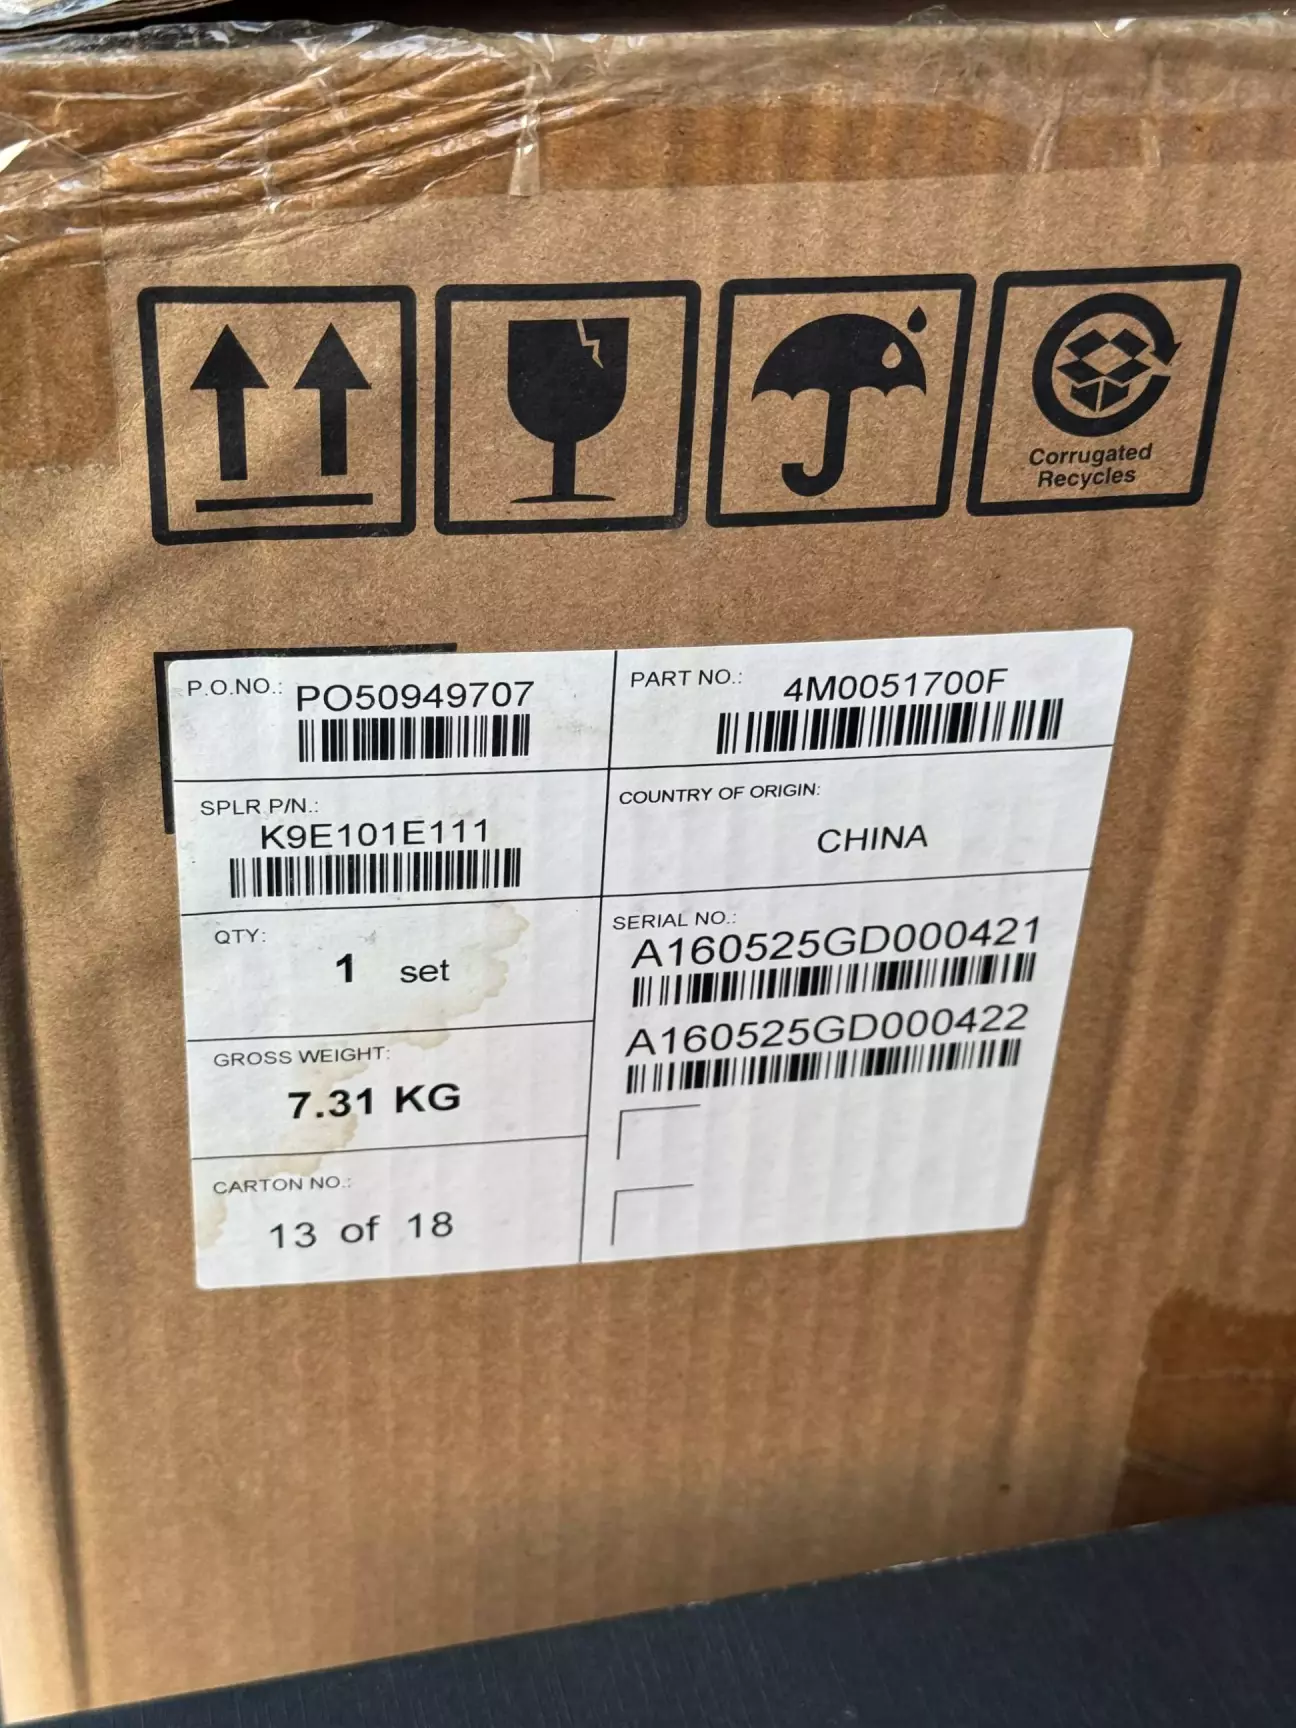 Corrugated
Recycles
P.O.NO.: PO50949707
PART NO.: 4M0051700F
SPLR P/N.:
K9E101E111
COUNTRY OF ORIGIN:
CHINA
QTY:
1 set
SERIAL NO.:
A160525GD000421
A160525GD000422
GROSS WEIGHT:
7.31 KG
CARTON NO.:
13 of 18